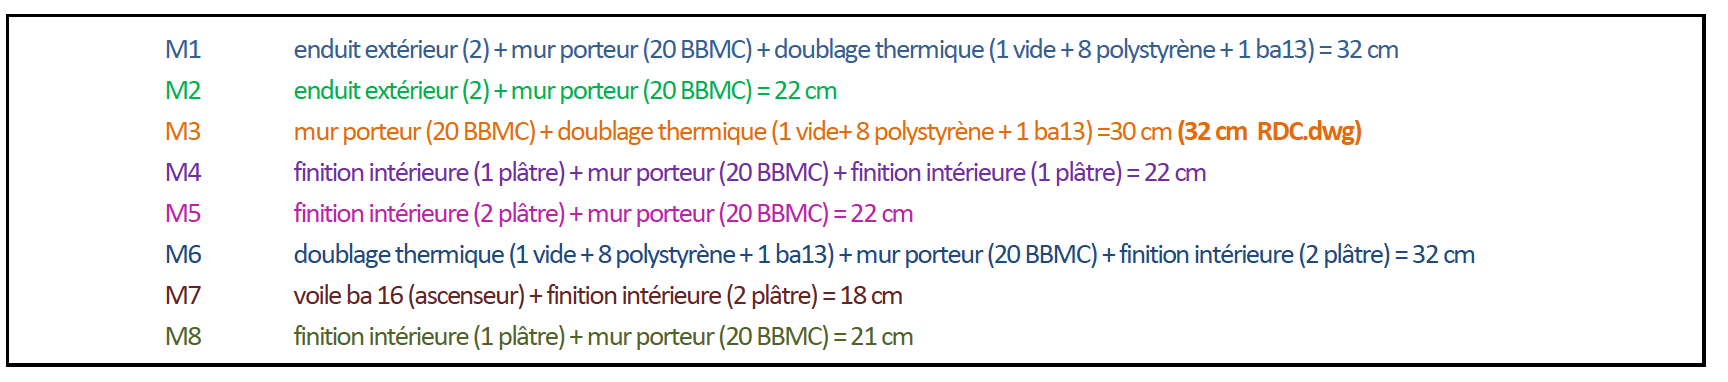 M1 enduit extérieur (2) + mur porteur (20 BBMC) + doublage thermique (1 vide + 8 polystyrène + 1 ba13) = 32 cm
M2 enduit extérieur (2) + mur porteur (20 BBMC) = 22 cm
M3 mur porteur (20 BBMC) + doublage thermique (1 vide+ 8 polystyrène + 1 ba13) =30 cm (32 cm RDC.dwg)
M4 finition intérieure (1 plâtre) + mur porteur (20 BBMC) + finition intérieure (1 plâtre) = 22 cm
M5 finition intérieure (2 plâtre) + mur porteur (20 BBMC) = 22 cm
M6 doublage thermique (1 vide + 8 polystyrène + 1 ba13) + mur porteur (20 BBMC) + finition intérieure (2 plâtre) = 32 cm
M7 voile ba 16 (ascenseur) + finition intérieure (2 plâtre) = 18 cm
M8 finition intérieure (1 plâtre) + mur porteur (20 BBMC) = 21 cm